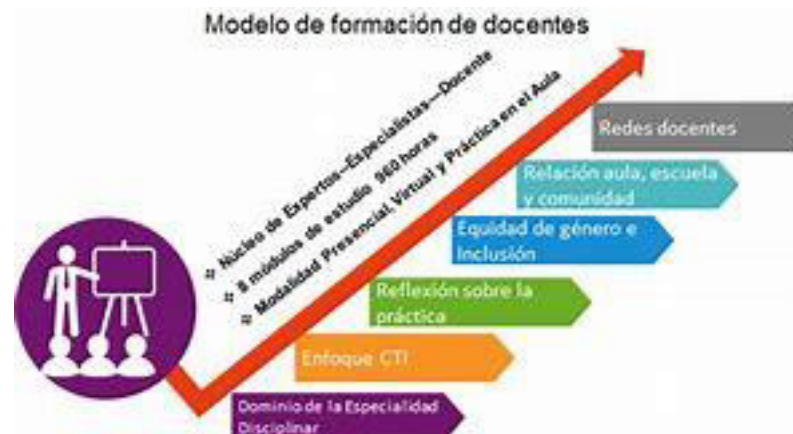 Modelo de formación de docentes
❖ Núcleo de Expertos--Especialistas---Docente
❖ 8 módulos de estudio 960 horas
❖ Modalidad Presencial, Virtual y Práctica en el Aula
Redes docentes
Relación aula, escuela
y comunidad
Equidad de género e
Inclusión
Reflexión sobre la
práctica
Enfoque CTI
Dominio de la Especialidad
Disciplinar